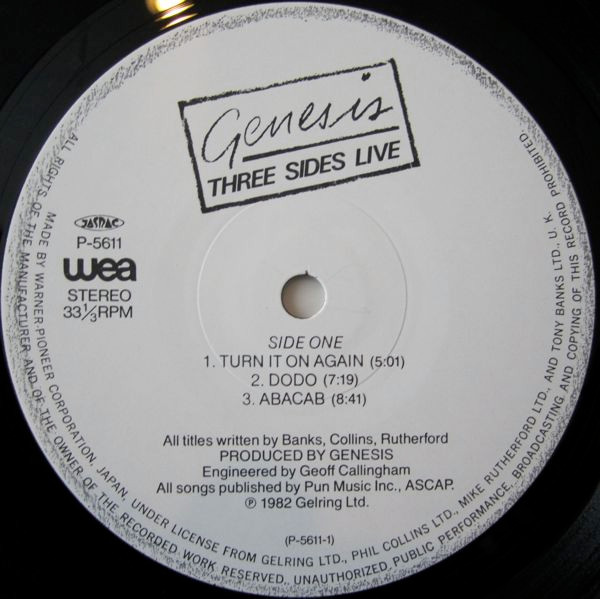 Genesis
THREE SIDES LIVE
JASRAC
P-5611
wea
STEREO
33 1/3 RPM
SIDE ONE
1. TURN IT ON AGAIN (5:01)
2. DODO (7:19)
3. ABACAB (8:41)
All titles written by Banks, Collins, Rutherford
PRODUCED BY GENESIS
Engineered by Geoff Callingham
All songs published by Pun Music Inc., ASCAP.
℗ 1982 Gelring Ltd.
(P-5611-1)
MADE BY WARNER-PIONEER CORPORATION, JAPAN, UNDER LICENSE FROM GELRING LTD., PHIL COLLINS LTD., MIKE RUTHERFORD LTD., AND TONY BANKS LTD., U.K.
ALL RIGHTS OF THE MANUFACTURER AND OF THE OWNER OF THE RECORDED WORK RESERVED. UNAUTHORIZED PUBLIC PERFORMANCE, BROADCASTING AND COPYING OF THIS RECORD PROHIBITED.